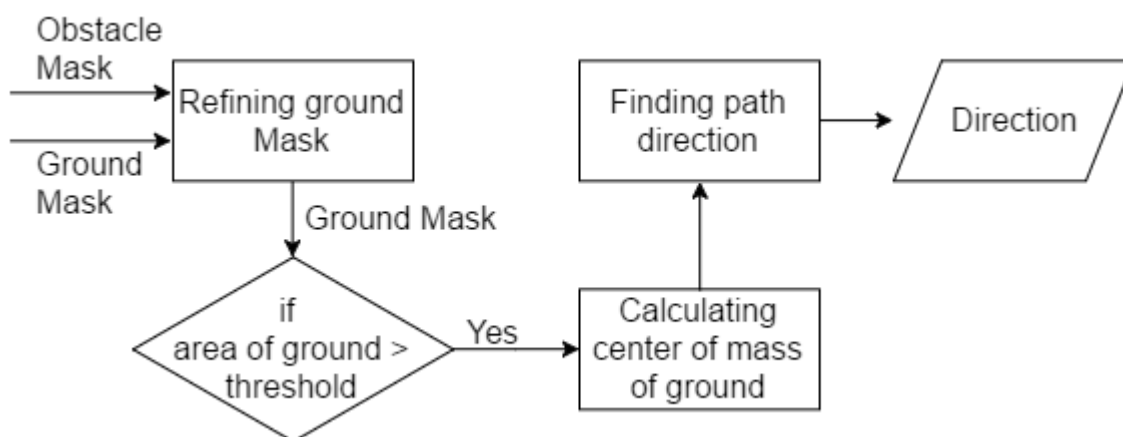 Obstacle
Mask
Ground
Mask
Refining ground
Mask
Ground Mask
if
area of ground >
threshold
Yes
Calculating
center of mass
of ground
Finding path
direction
Direction